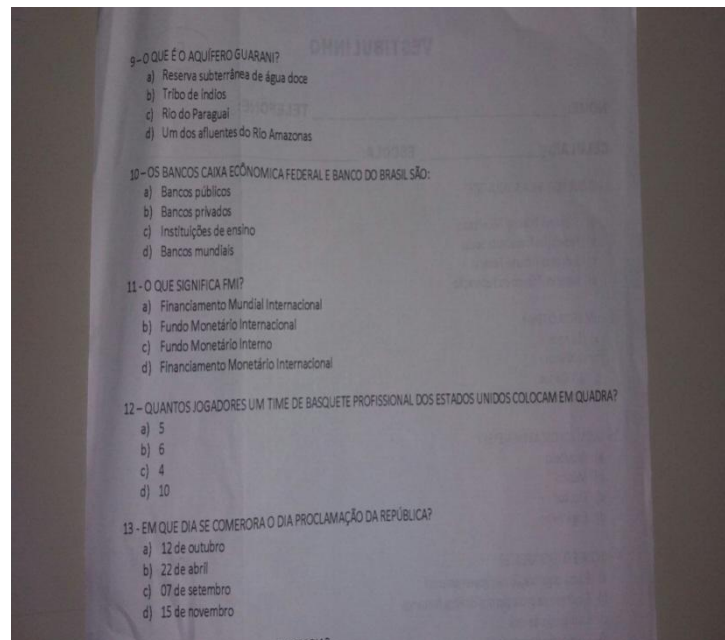 9 – O QUE É O AQUÍFERO GUARANI?
a) Reserva subterrânea de água doce
b) Tribo de índios
c) Rio do Paraguai
d) Um dos afluentes do Rio Amazonas
10 – OS BANCOS CAIXA ECÔNOMICA FEDERAL E BANCO DO BRASIL SÃO:
a) Bancos públicos
b) Bancos privados
c) Instituições de ensino
d) Bancos mundiais
11 - O QUE SIGNIFICA FMI?
a) Financiamento Mundial Internacional
b) Fundo Monetário Internacional
c) Fundo Monetário Interno
d) Financiamento Monetário Internacional
12 – QUANTOS JOGADORES UM TIME DE BASQUETE PROFISSIONAL DOS ESTADOS UNIDOS COLOCAM EM QUADRA?
a) 5
b) 6
c) 4
d) 10
13 - EM QUE DIA SE COMERORA O DIA PROCLAMAÇÃO DA REPÚBLICA?
a) 12 de outubro
b) 22 de abril
c) 07 de setembro
d) 15 de novembro